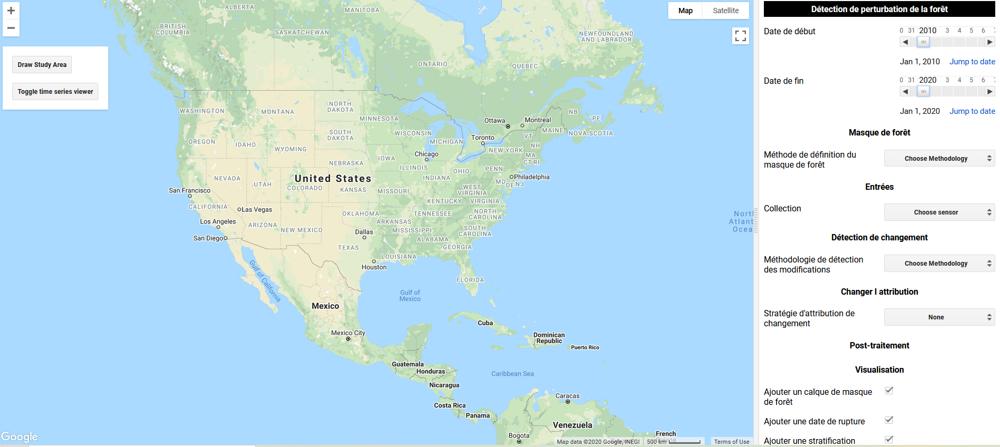 Draw Study Area
Toggle time series viewer
Map
Satellite
ALBERTA
MANITOBA
BRITISH
COLUMBIA
SASKATCHEWAN
NEWFOUNDLAND
AND LABRADOR
ONTARIO
QUEBEC
WASHINGTON
MONTANA
NORTH
DAKOTA
MINNESOTA
Ottawa
Montreal
NB
PE
MAINE
NOVA SCOTIA
OREGON
IDAHO
SOUTH
DAKOTA
WISCONSIN
MICHIGAN
Toronto
VT
NH
WYOMING
NEW YORK
MA
CT RI
IOWA
Chicago
NEBRASKA
ILLINOIS
INDIANA
OHIO
PENN
Philadelphia
MD
DE
NJ
NEVADA
UTAH
United States
COLORADO
KANSAS
MISSOURI
WEST
VIRGINIA
KENTUCKY
VIRGINIA
San Francisco
CALIFORNIA
Las Vegas
Los Angeles
San Diego
ARIZONA
NEW MEXICO
OKLAHOMA
ARKANSAS
TENNESSEE
NORTH
CAROLINA
SOUTH
CAROLINA
MISSISSIPPI
ALABAMA
GEORGIA
Dallas
TEXAS
LOUISIANA
Houston
FLORIDA
Gulf of California
Gulf of
Mexico
Mexico
Mexico City
Cuba
Dominican
Republic
Puerto Rico
Guatemala
Honduras
Nicaragua
Caribbean Sea
Costa Rica
Panama
Caracas
Venezuela
Bogota
French
Guiana
Nort
Atlant
Ocea
Google
Map data ©2020 Google, INEGI
500 km
Terms of Use
Détection de perturbation de la forêt
Date de début
0 31 2010 3 4 5 6 7
Jan 1, 2010 Jump to date
Date de fin
0 31 2020 3 4 5 6 7
Jan 1, 2020 Jump to date
Masque de forêt
Méthode de définition du
masque de forêt
Choose Methodology
Entrées
Collection
Choose sensor
Détection de changement
Méthodologie de détection
des modifications
Choose Methodology
Changer l attribution
Stratégie d'attribution de
changement
None
Post-traitement
Visualisation
Ajouter un calque de masque
de forêt
Ajouter une date de rupture
Ajouter une stratification